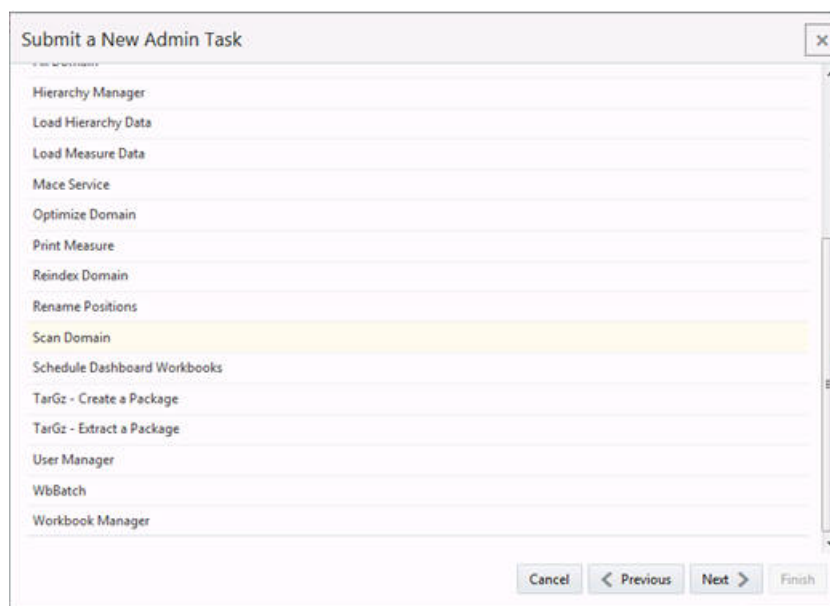 Submit a New Admin Task
Hierarchy Manager
Load Hierarchy Data
Load Measure Data
Mace Service
Optimize Domain
Print Measure
Reindex Domain
Rename Positions
Scan Domain
Schedule Dashboard Workbooks
TarGz - Create a Package
TarGz - Extract a Package
User Manager
WbBatch
Workbook Manager
Cancel Previous Next Finish